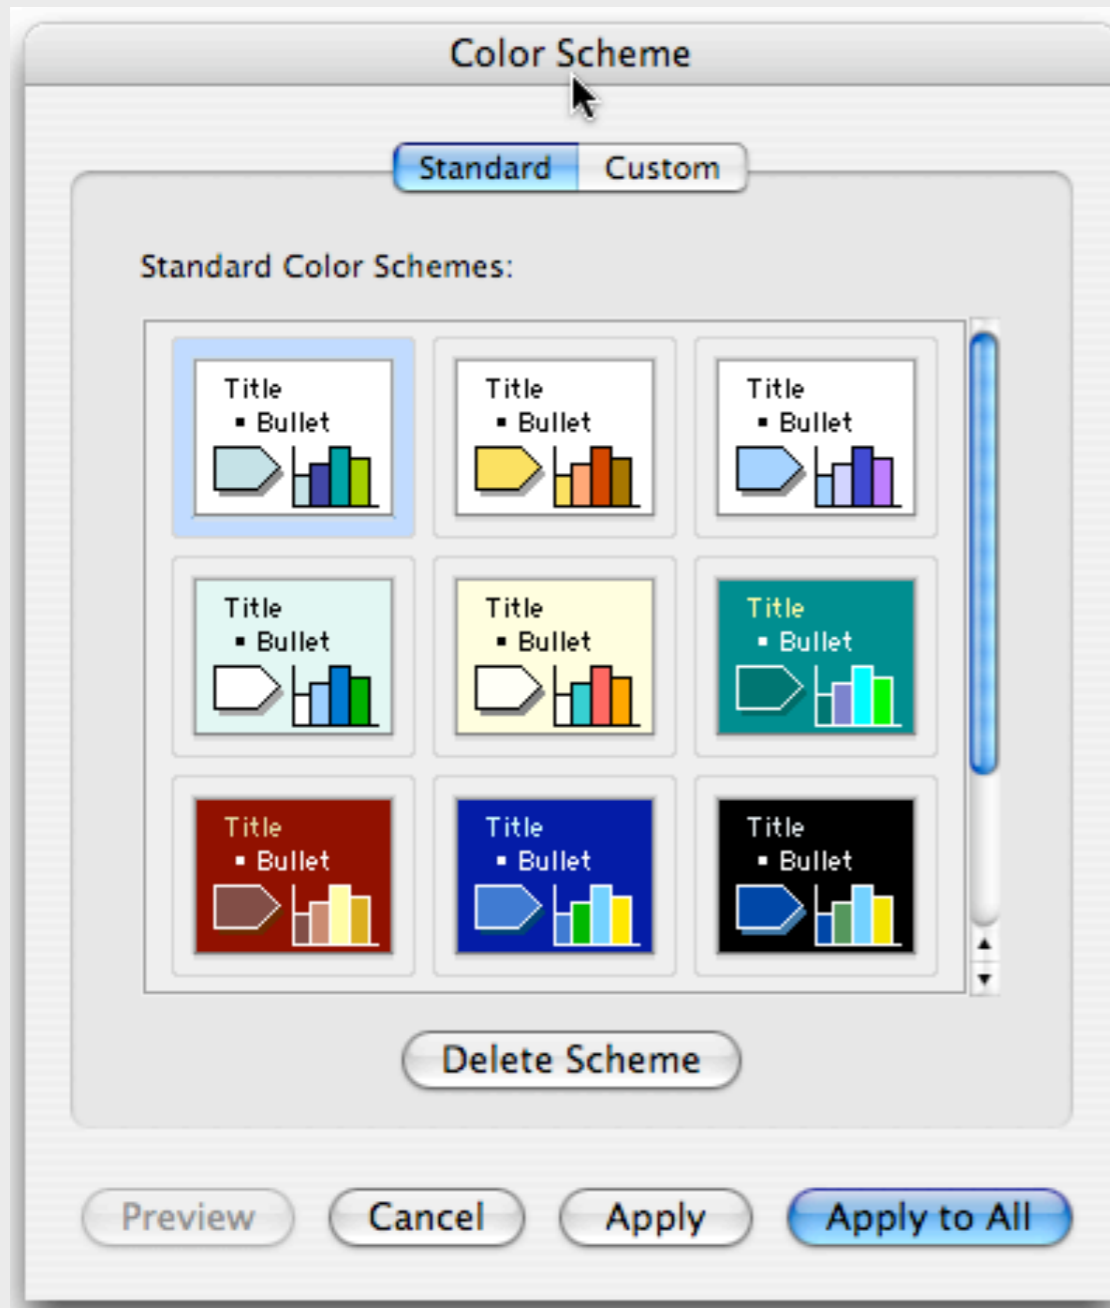 Color Scheme
Standard Custom
Standard Color Schemes:
Title Title Title
▪ Bullet ▪ Bullet ▪ Bullet
Title Title Title
▪ Bullet ▪ Bullet ▪ Bullet
Title Title Title
▪ Bullet ▪ Bullet ▪ Bullet
Delete Scheme
Preview Cancel Apply Apply to All